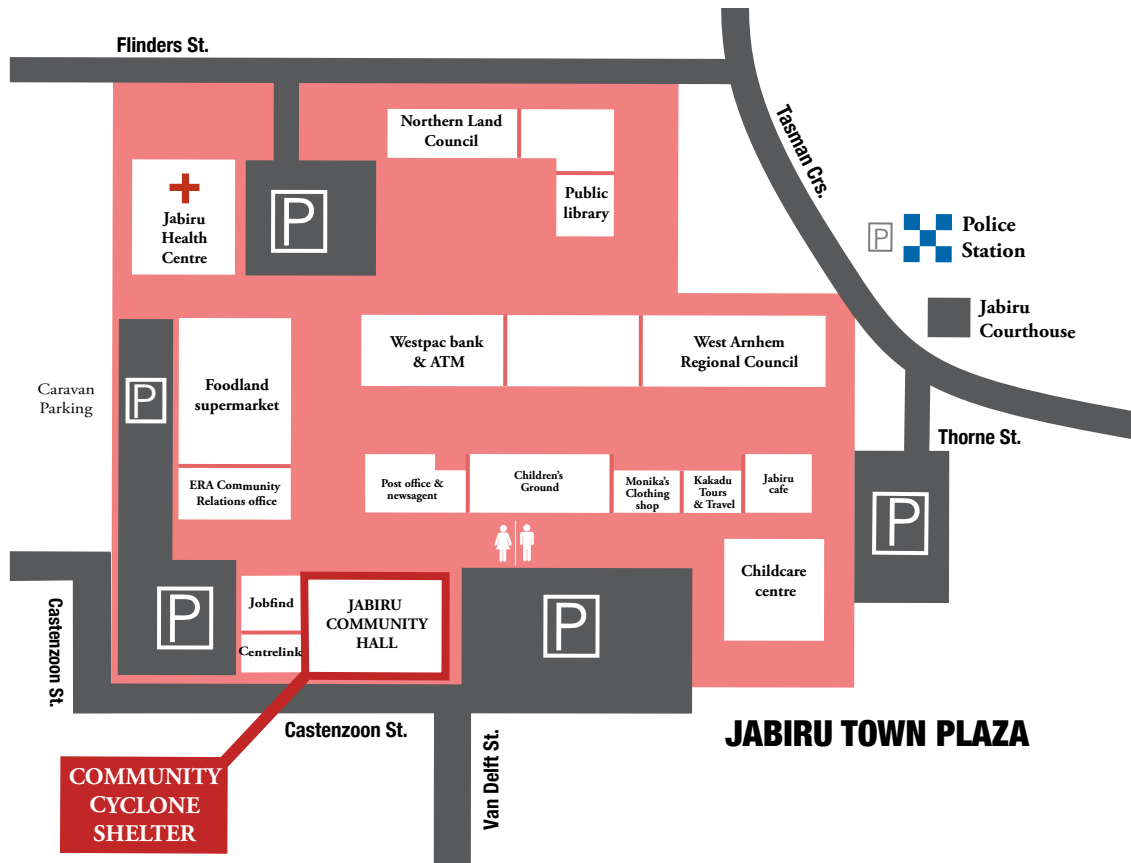 Flinders St.
Northern Land
Council
Tasman Crs.
Public
library
Jabiru
Health
Centre
P
P
Police
Station
Jabiru
Courthouse
Westpac bank
& ATM
West Arnhem
Regional Council
Foodland
supermarket
P
Caravan
Parking
Thorne St.
ERA Community
Relations office
Post office &
newsagent
Children's
Ground
Monika's
Clothing
shop
Kakadu
Tours
& Travel
Jabiru
cafe
P
Childcare
centre
Castenzoon St.
P
Jobfind
Centrelink
JABIRU
COMMUNITY
HALL
P
Castenzoon St.
Van Delft St.
JABIRU TOWN PLAZA
COMMUNITY
CYCLONE
SHELTER